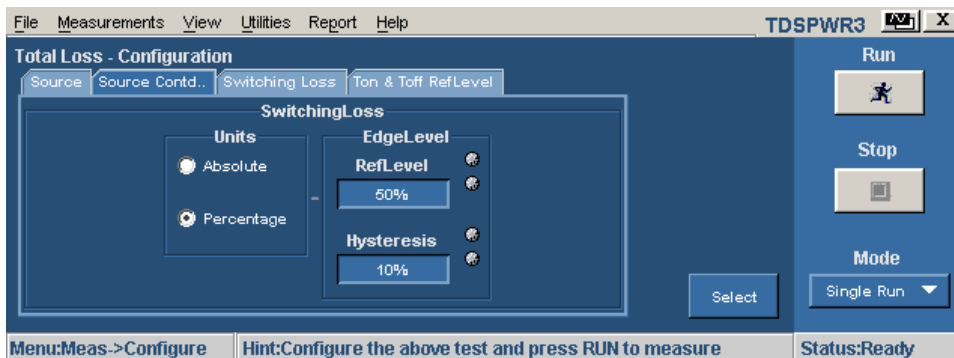 File Measurements View Utilities Report Help TDSPWR3 X
Total Loss - Configuration
Source Source Contd.. Switching Loss Ton & Toff RefLevel
SwitchingLoss
Units
Absolute
Percentage
EdgeLevel
RefLevel
50%
Hysteresis
10%
Select
Run
Stop
Mode
Single Run
Menu:Meas->Configure Hint:Configure the above test and press RUN to measure Status:Ready